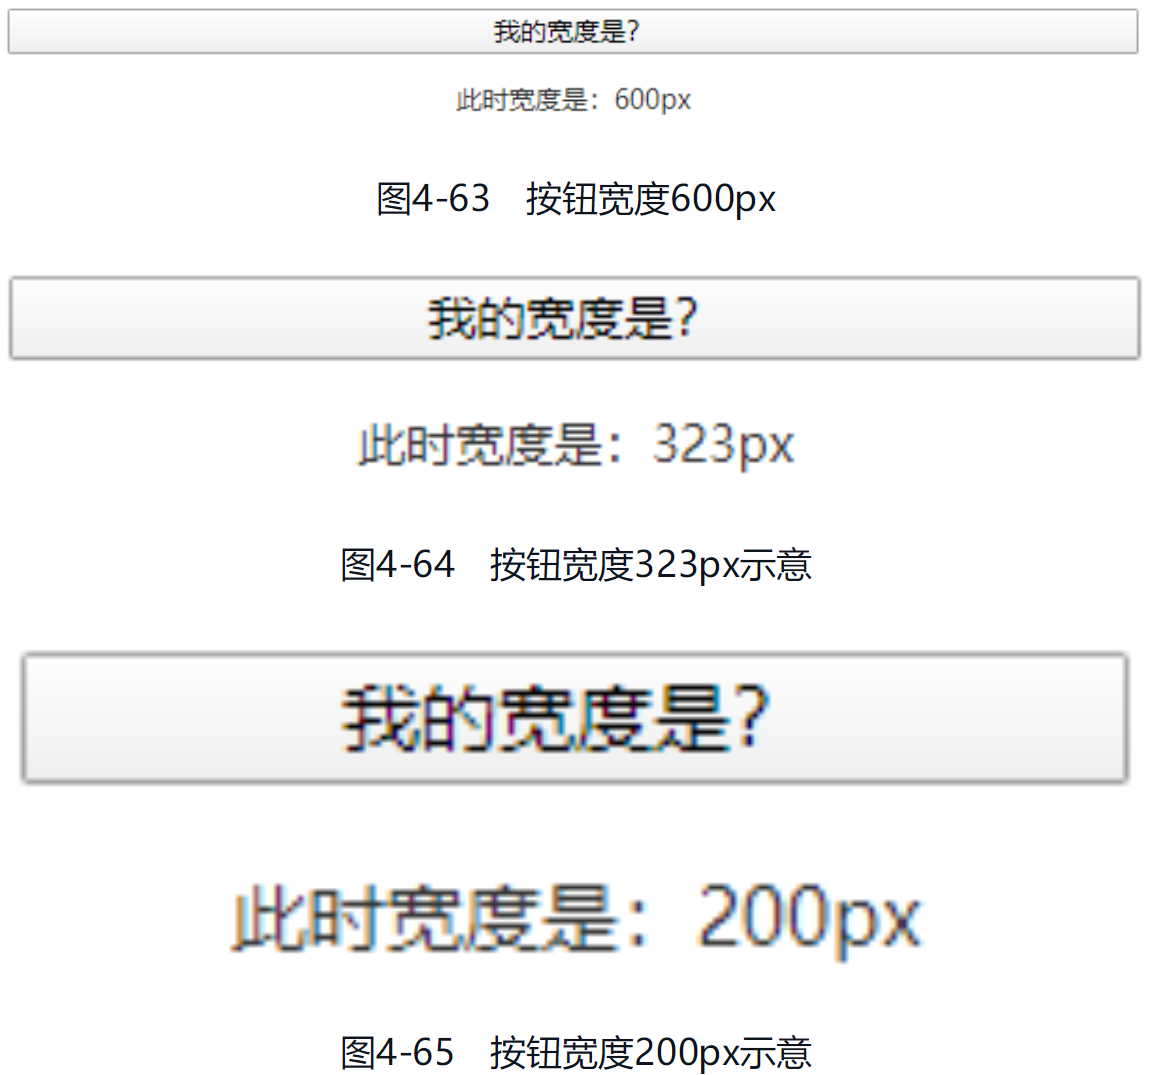 我的宽度是？
此时宽度是：600px
图4-63 按钮宽度600px
我的宽度是？
此时宽度是：323px
图4-64 按钮宽度323px示意
我的宽度是？
此时宽度是：200px
图4-65 按钮宽度200px示意